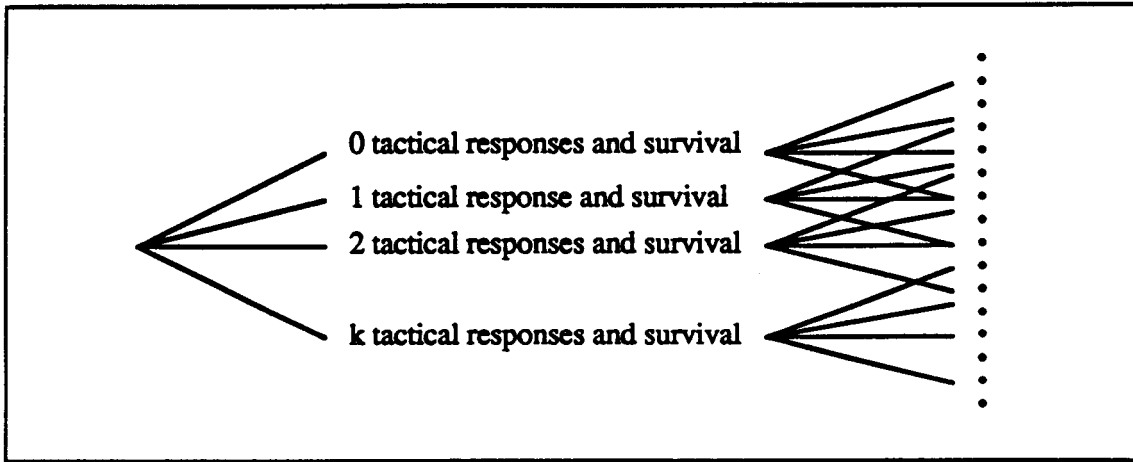 0 tactical responses and survival
1 tactical response and survival
2 tactical responses and survival
k tactical responses and survival